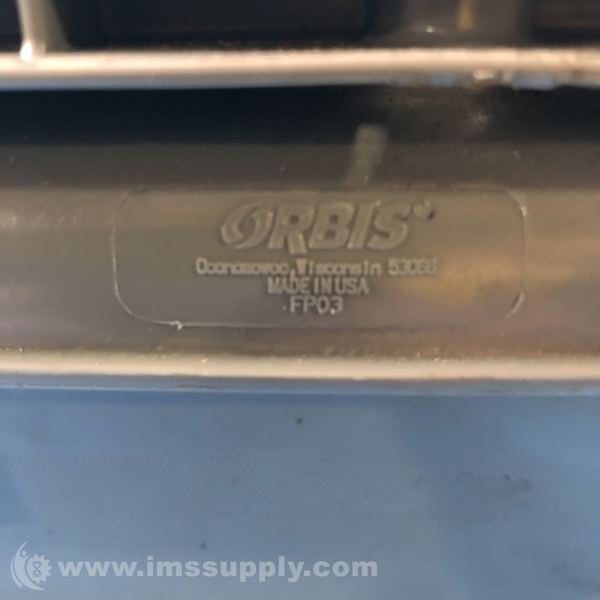 ORBIS®
Oconomowoc, Wisconsin 53066
MADE IN USA
FP03
www.imssupply.com